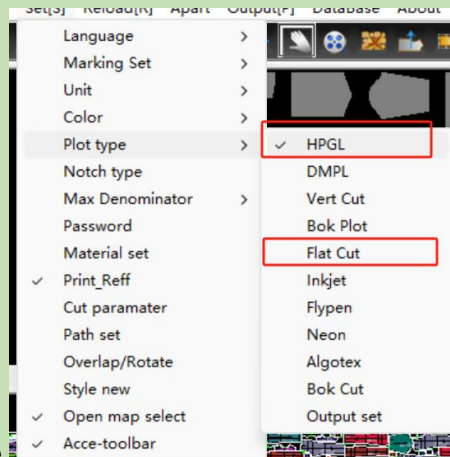 Set[S] Reload[R] Apart Output[P] DataBase About
Language
Marking Set
Unit
Color
Plot type
Notch type
Max Denominator
Password
Material set
Print_Reff
Cut paramater
Path set
Overlap/Rotate
Style new
Open map select
Acce-toolbar
HPGL
DMPL
Vert Cut
Bok Plot
Flat Cut
Inkjet
Flypen
Neon
Algotex
Bok Cut
Output set